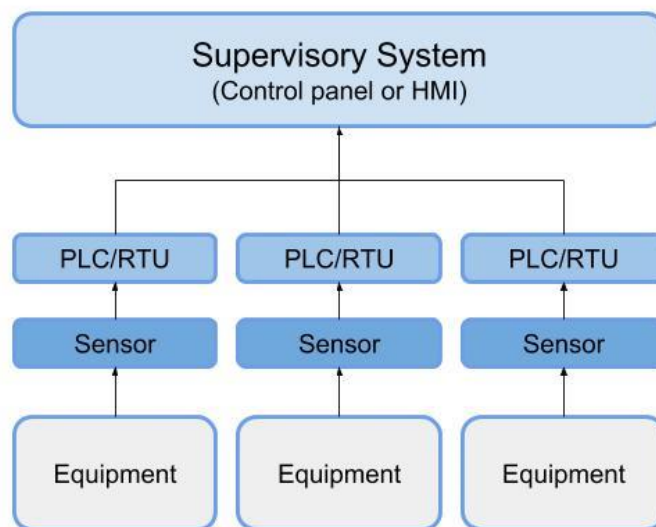 Supervisory System
(Control panel or HMI)
PLC/RTU
PLC/RTU
PLC/RTU
Sensor
Sensor
Sensor
Equipment
Equipment
Equipment